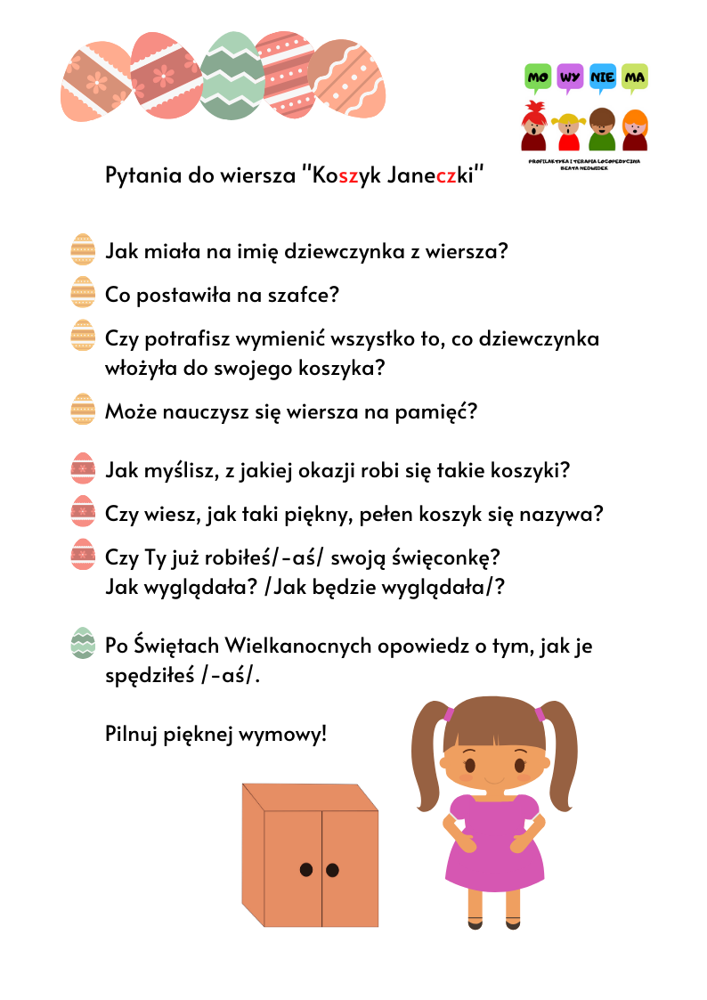 MO WY NIE MA
PROFILAKTYKA I TERAPIA LOGOPEDYCZNA
BEATA NEDWIDEK
Pytania do wiersza "Koszyk Janeczki"
Jak miała na imię dziewczynka z wiersza?
Co postawiła na szafce?
Czy potrafisz wymienić wszystko to, co dziewczynka
włożyła do swojego koszyka?
Może nauczysz się wiersza na pamięć?
Jak myślisz, z jakiej okazji robi się takie koszyki?
Czy wiesz, jak taki piękny, pełen koszyk się nazywa?
Czy Ty już robiłeś/-aś/ swoją święconkę?
Jak wyglądała? /Jak będzie wyglądała/?
Po Świętach Wielkanocnych opowiedz o tym, jak je
spędziłeś /-aś/.
Pilnuj pięknej wymowy!